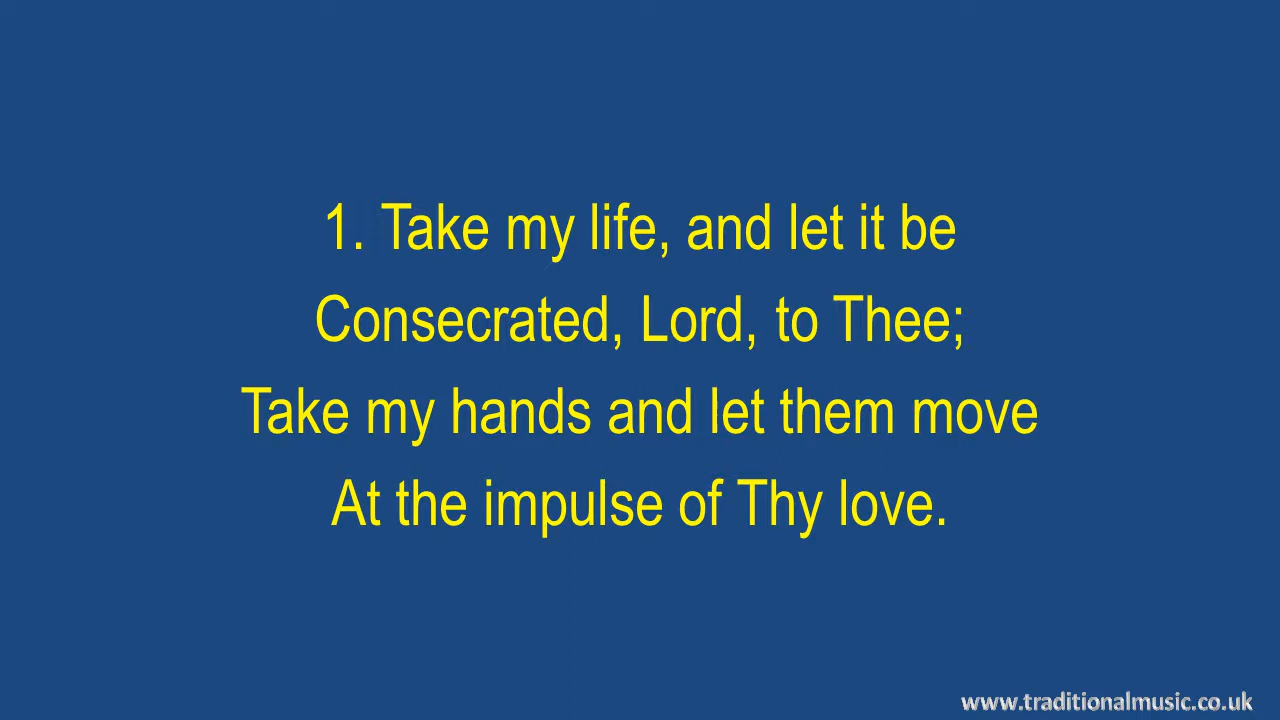 1. Take my life, and let it be
Consecrated, Lord, to Thee;
Take my hands and let them move
At the impulse of Thy love.
www.traditionalmusic.co.uk